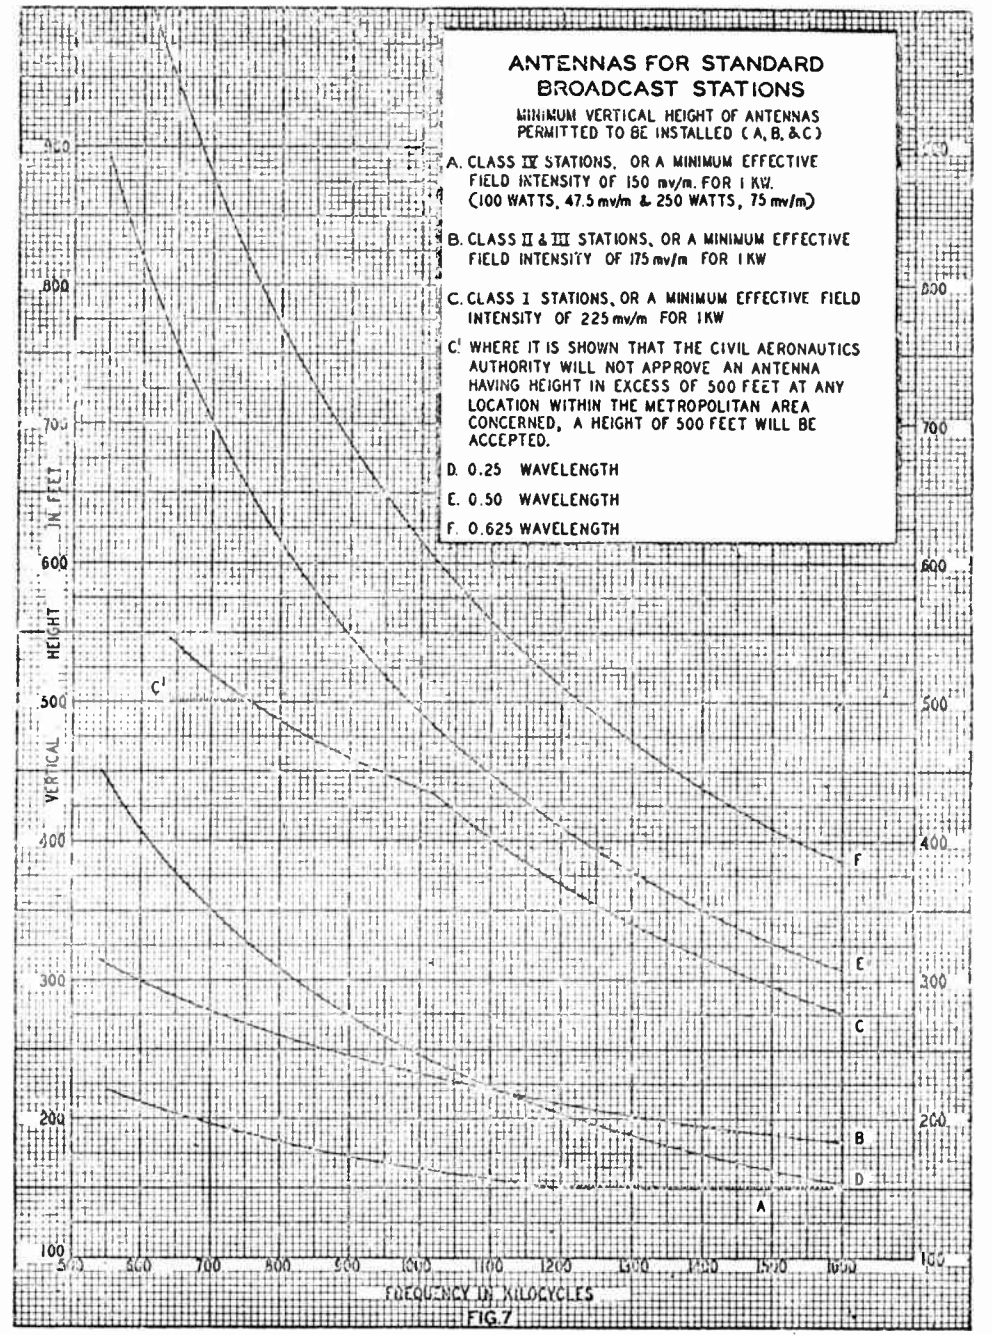 ANTENNAS FOR STANDARD
BROADCAST STATIONS
MINIMUM VERTICAL HEIGHT OF ANTENNAS
PERMITTED TO BE INSTALLED (A, B, & C)
A. CLASS IV STATIONS, OR A MINIMUM EFFECTIVE
FIELD INTENSITY OF 150 mv/m. FOR 1 KW.
(100 WATTS, 47.5 mv/m & 250 WATTS, 75 mv/m)
B. CLASS II & III STATIONS, OR A MINIMUM EFFECTIVE
FIELD INTENSITY OF 175 mv/m FOR 1 KW
C. CLASS I STATIONS, OR A MINIMUM EFFECTIVE FIELD
INTENSITY OF 225 mv/m FOR 1 KW
C'. WHERE IT IS SHOWN THAT THE CIVIL AERONAUTICS
AUTHORITY WILL NOT APPROVE AN ANTENNA
HAVING HEIGHT IN EXCESS OF 500 FEET AT ANY
LOCATION WITHIN THE METROPOLITAN AREA
CONCERNED, A HEIGHT OF 500 FEET WILL BE
ACCEPTED.
D. 0.25 WAVELENGTH
E. 0.50 WAVELENGTH
F. 0.625 WAVELENGTH
900 900
800 800
700 700
600 600
500 500
400 400
300 300
200 200
100 100
VERTICAL HEIGHT IN FEET
C'
F
E
C
B
D
A
500 600 700 800 900 1000 1100 1200 1300 1400 1500 1600
FREQUENCY IN KILOCYCLES
FIG. 7